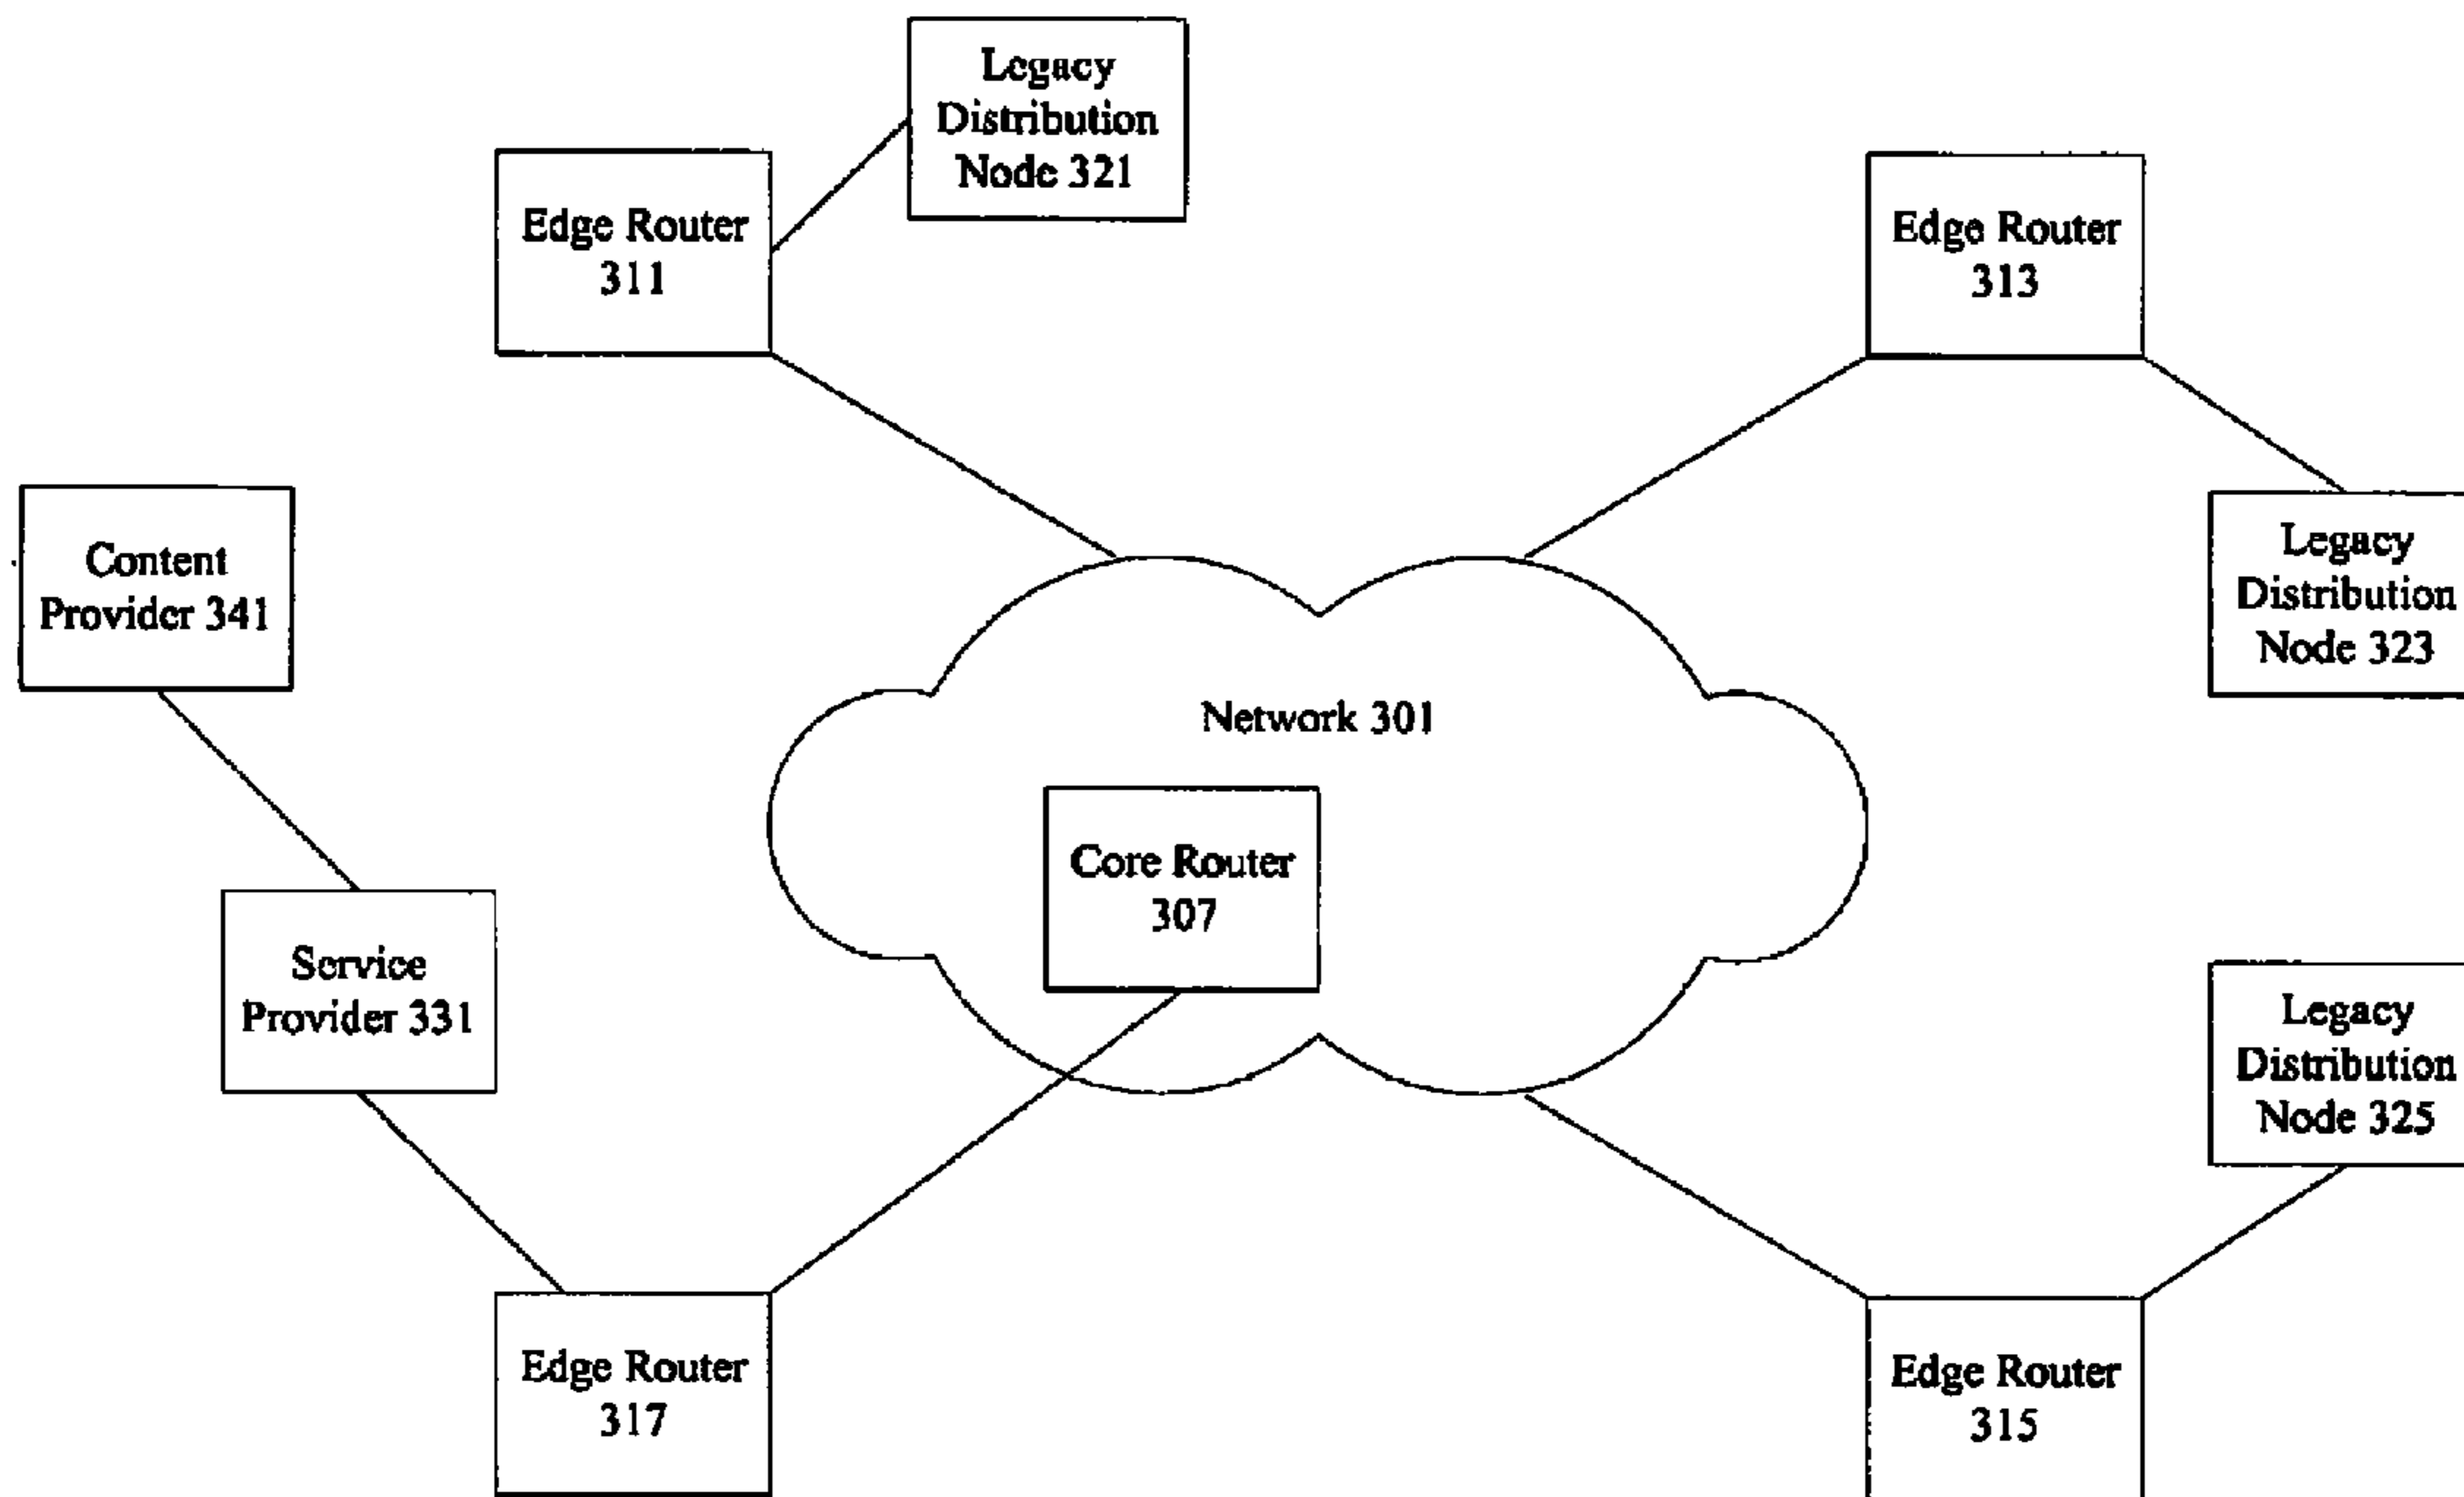 Legacy
Distribution
Node 321
Edge Router
311
Edge Router
313
Content
Provider 341
Legacy
Distribution
Node 323
Network 301
Core Router
307
Service
Provider 331
Legacy
Distribution
Node 325
Edge Router
317
Edge Router
315